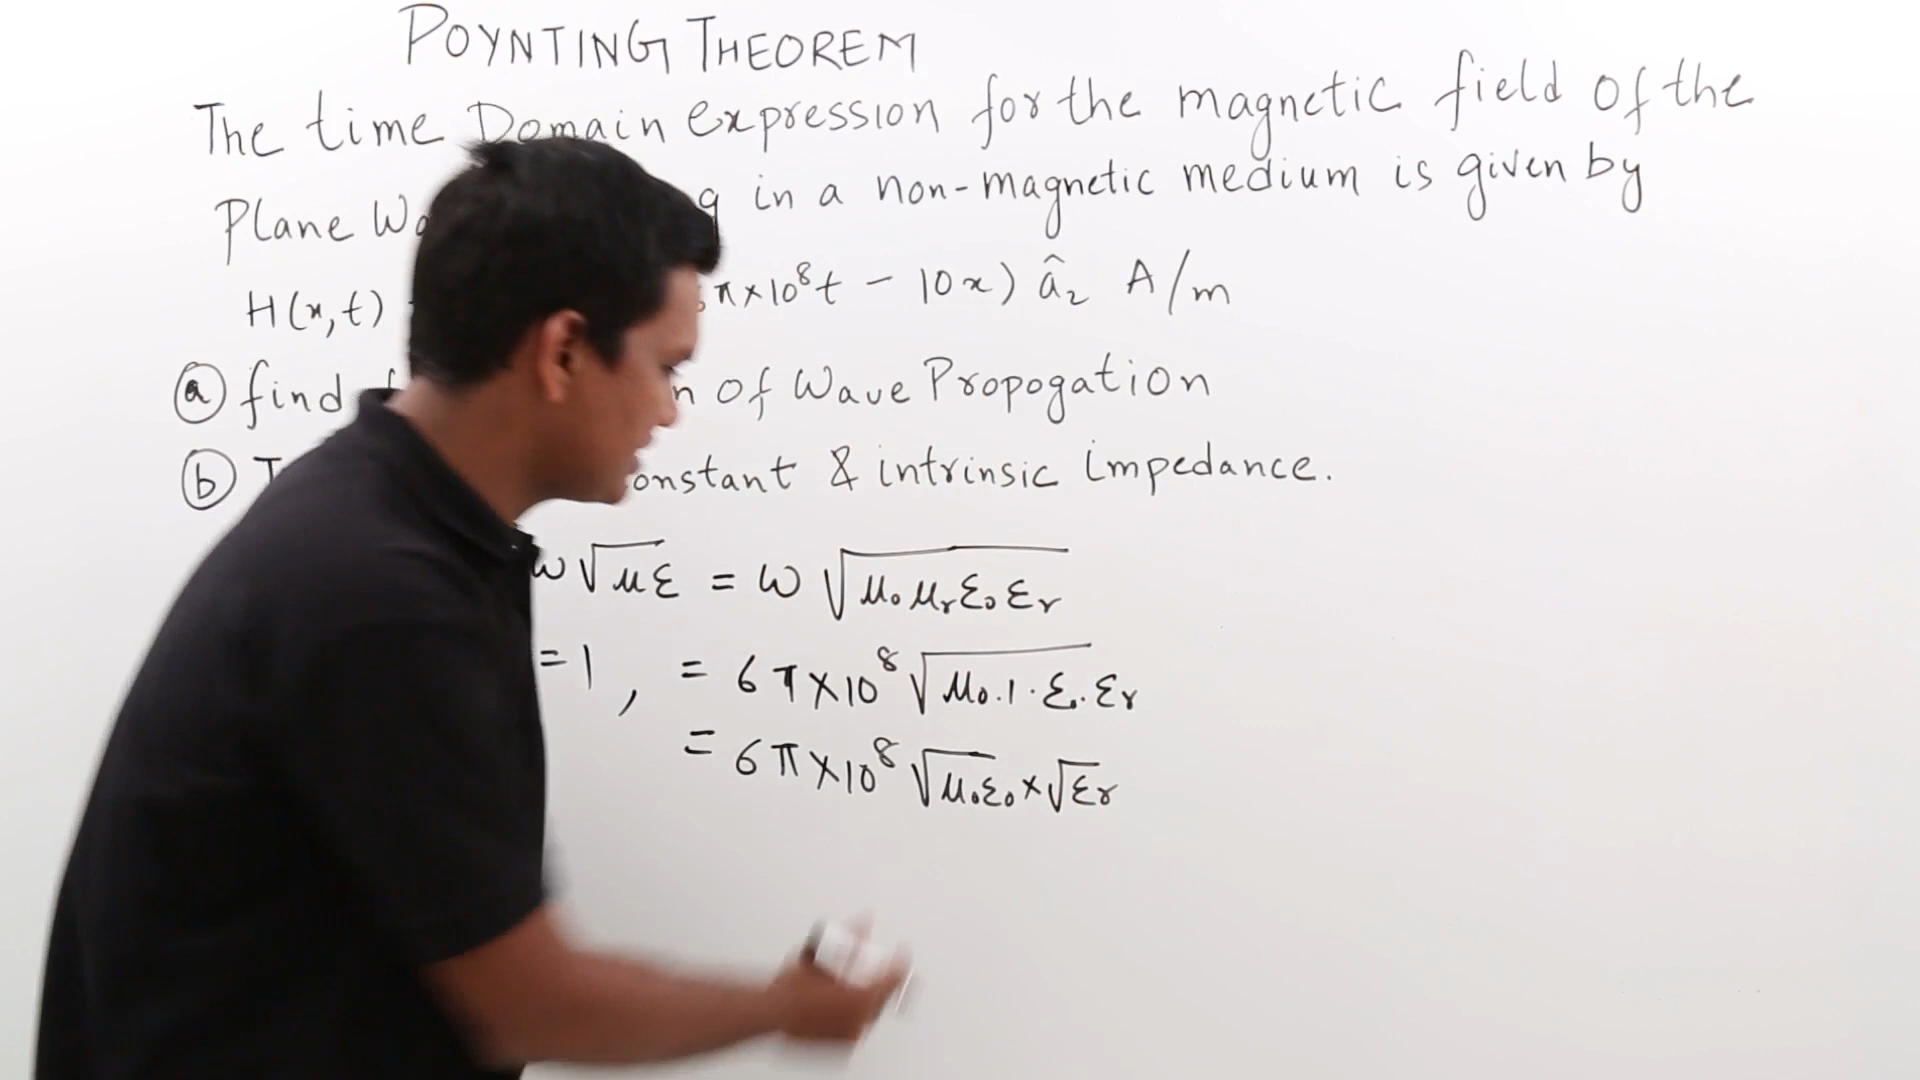 POYNTING THEOREM
The time Domain expression for the magnetic field of the
Plane in a non-magnetic medium is given by
H(x,t) π×10⁸t - 10x) â₂ A/m
ⓐ find of Wave Propogation
ⓑ onstant & intrinsic impedance.
ω√με = ω √μ₀μᵣε₀εᵣ
=1, = 6π×10⁸ √μ₀.1.ε₀.εᵣ
= 6π×10⁸ √μ₀ε₀ × √εᵣ